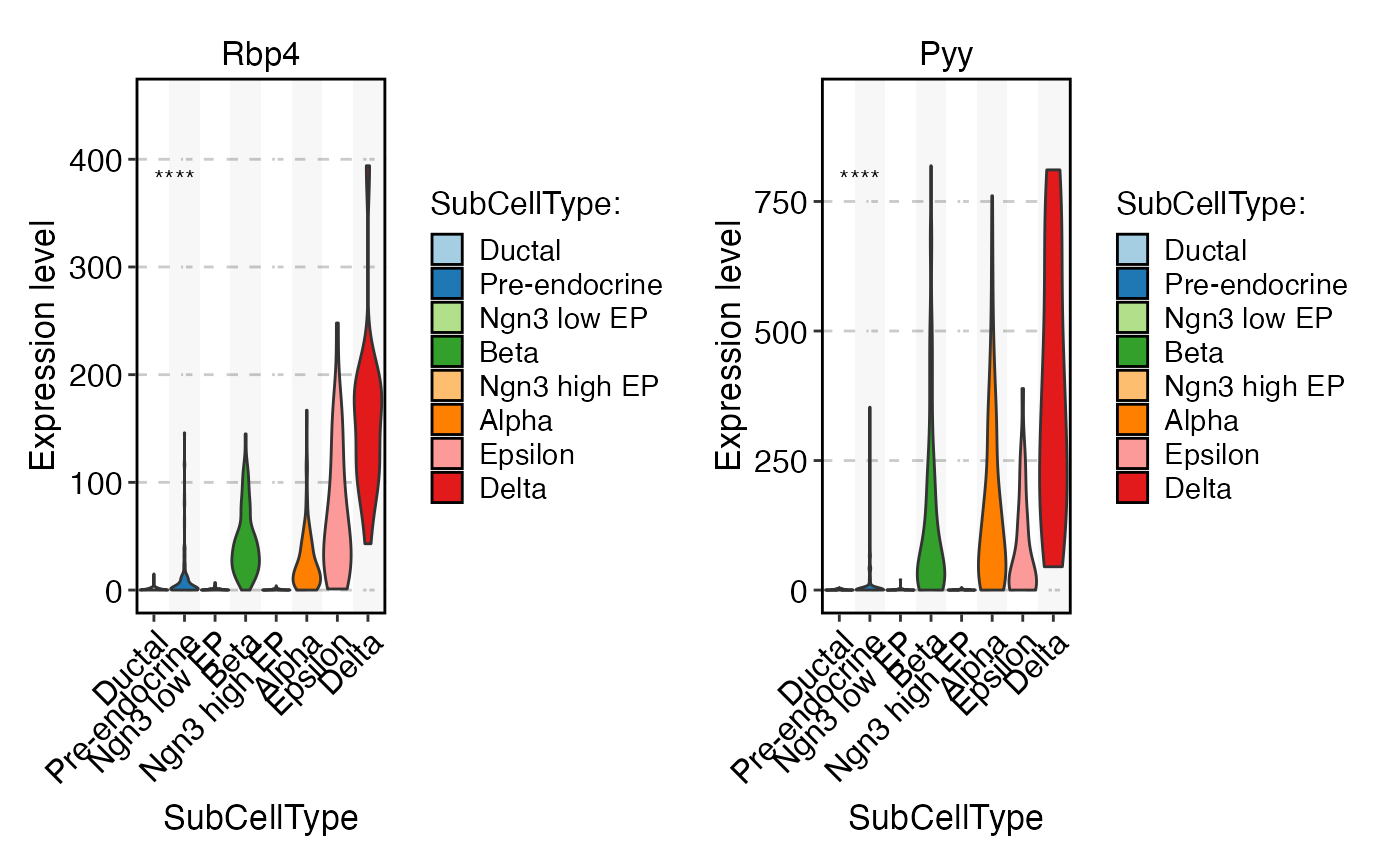 Rbp4
Expression level
400
300
200
100
0
****
Ductal
Pre-endocrine
Ngn3 low EP
Beta
Ngn3 high EP
Alpha
Epsilon
Delta
SubCellType
SubCellType:
Ductal
Pre-endocrine
Ngn3 low EP
Beta
Ngn3 high EP
Alpha
Epsilon
Delta
Pyy
Expression level
750
500
250
0
****
Ductal
Pre-endocrine
Ngn3 low EP
Beta
Ngn3 high EP
Alpha
Epsilon
Delta
SubCellType
SubCellType:
Ductal
Pre-endocrine
Ngn3 low EP
Beta
Ngn3 high EP
Alpha
Epsilon
Delta